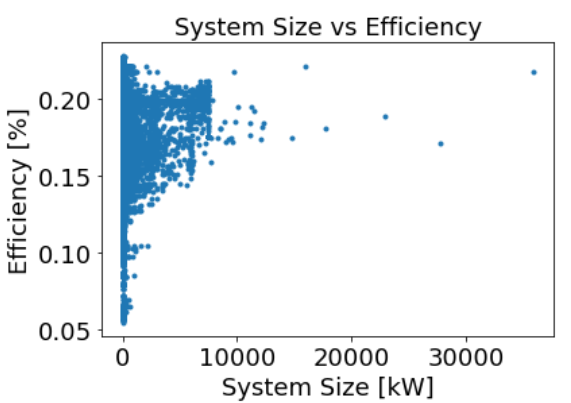 System Size vs Efficiency
Efficiency [%]
0.20
0.15
0.10
0.05
0 10000 20000 30000
System Size [kW]